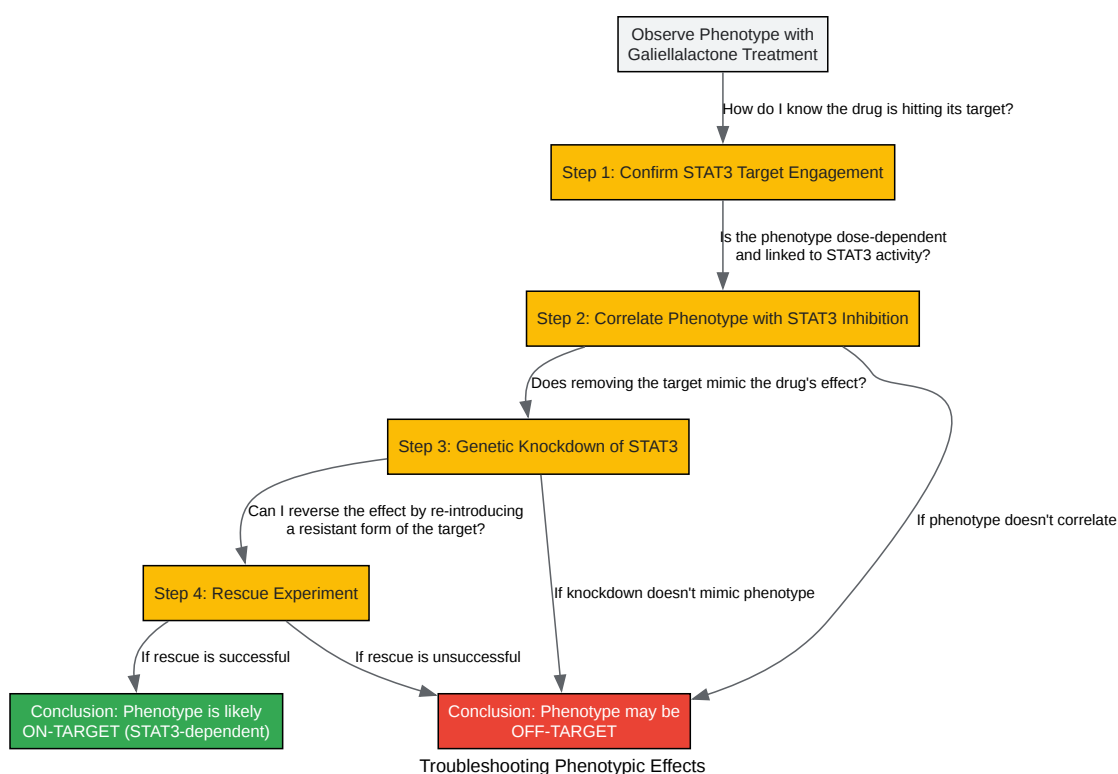 Observe Phenotype with
Galiellalactone Treatment
How do I know the drug is hitting its target?
Step 1: Confirm STAT3 Target Engagement
Is the phenotype dose-dependent
and linked to STAT3 activity?
Step 2: Correlate Phenotype with STAT3 Inhibition
Does removing the target mimic the drug's effect?
Step 3: Genetic Knockdown of STAT3
Can I reverse the effect by re-introducing
a resistant form of the target?
If phenotype doesn't correlate
Step 4: Rescue Experiment
If knockdown doesn't mimic phenotype
If rescue is successful
If rescue is unsuccessful
Conclusion: Phenotype is likely
ON-TARGET (STAT3-dependent)
Conclusion: Phenotype may be
OFF-TARGET
Troubleshooting Phenotypic Effects